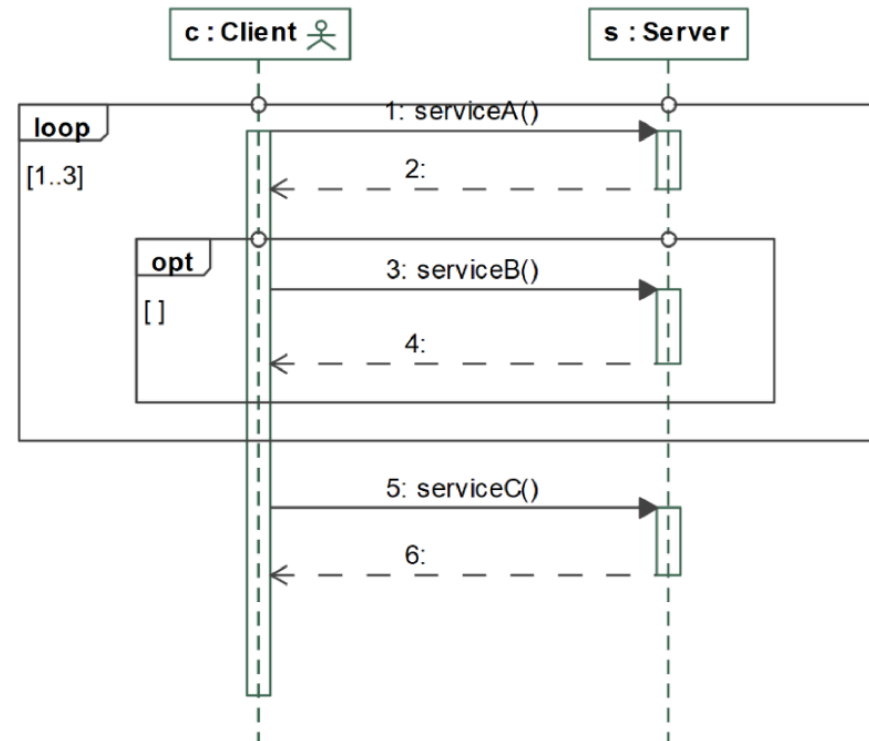 c : Client
s : Server
loop
1: serviceA()
[1..3]
2:
opt
3: serviceB()
[ ]
4:
5: serviceC()
6: